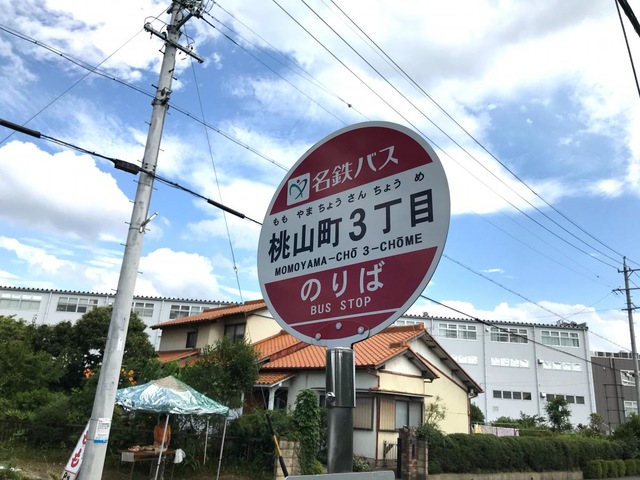 名鉄バス
ももやまちょうさんちょうめ
桃山町3丁目
MOMOYAMA-CHŌ 3-CHŌME
のりば
BUS STOP